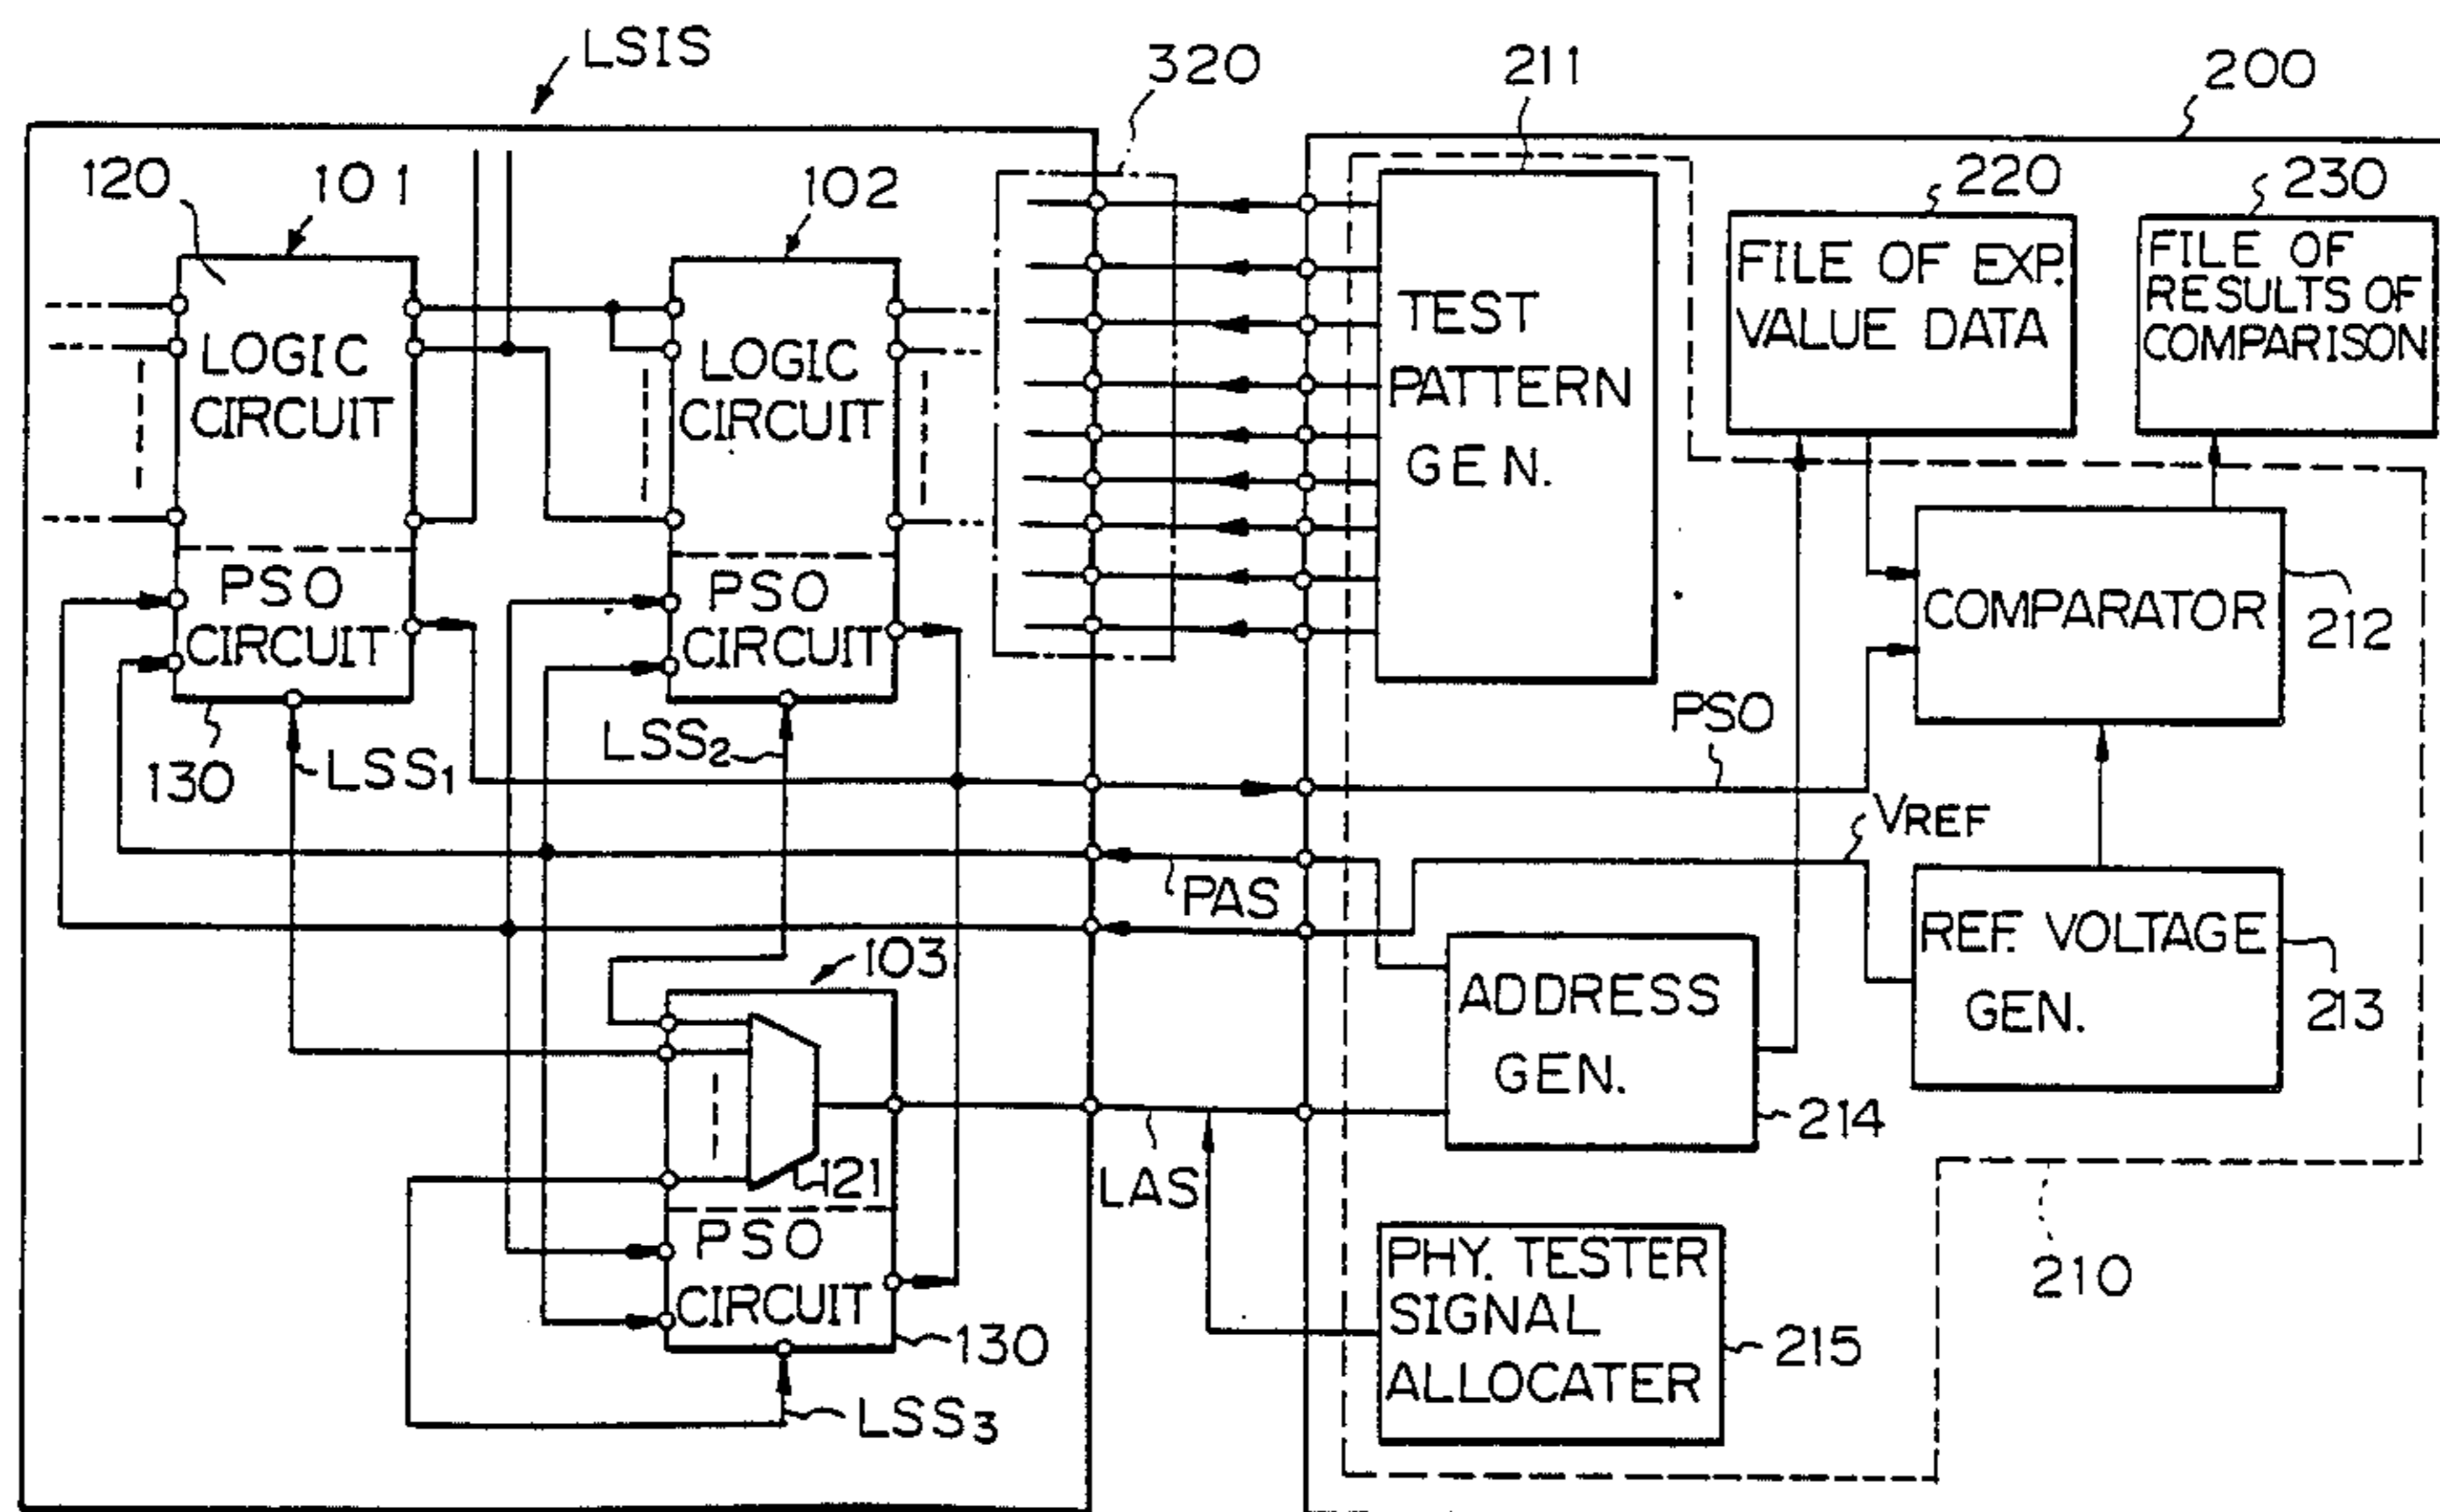 LSIS
320
211
200
120
101
102
220
230
LOGIC
CIRCUIT
PSO
CIRCUIT
LOGIC
CIRCUIT
PSO
CIRCUIT
TEST
PATTERN
GEN.
FILE OF EXP.
VALUE DATA
FILE OF
RESULTS OF
COMPARISON
COMPARATOR
212
130
LSS1
LSS2
PSO
VREF
PAS
103
ADDRESS
GEN.
214
REF. VOLTAGE
GEN.
213
121
LAS
PSO
CIRCUIT
130
LSS3
PHY. TESTER
SIGNAL
ALLOCATER
215
210